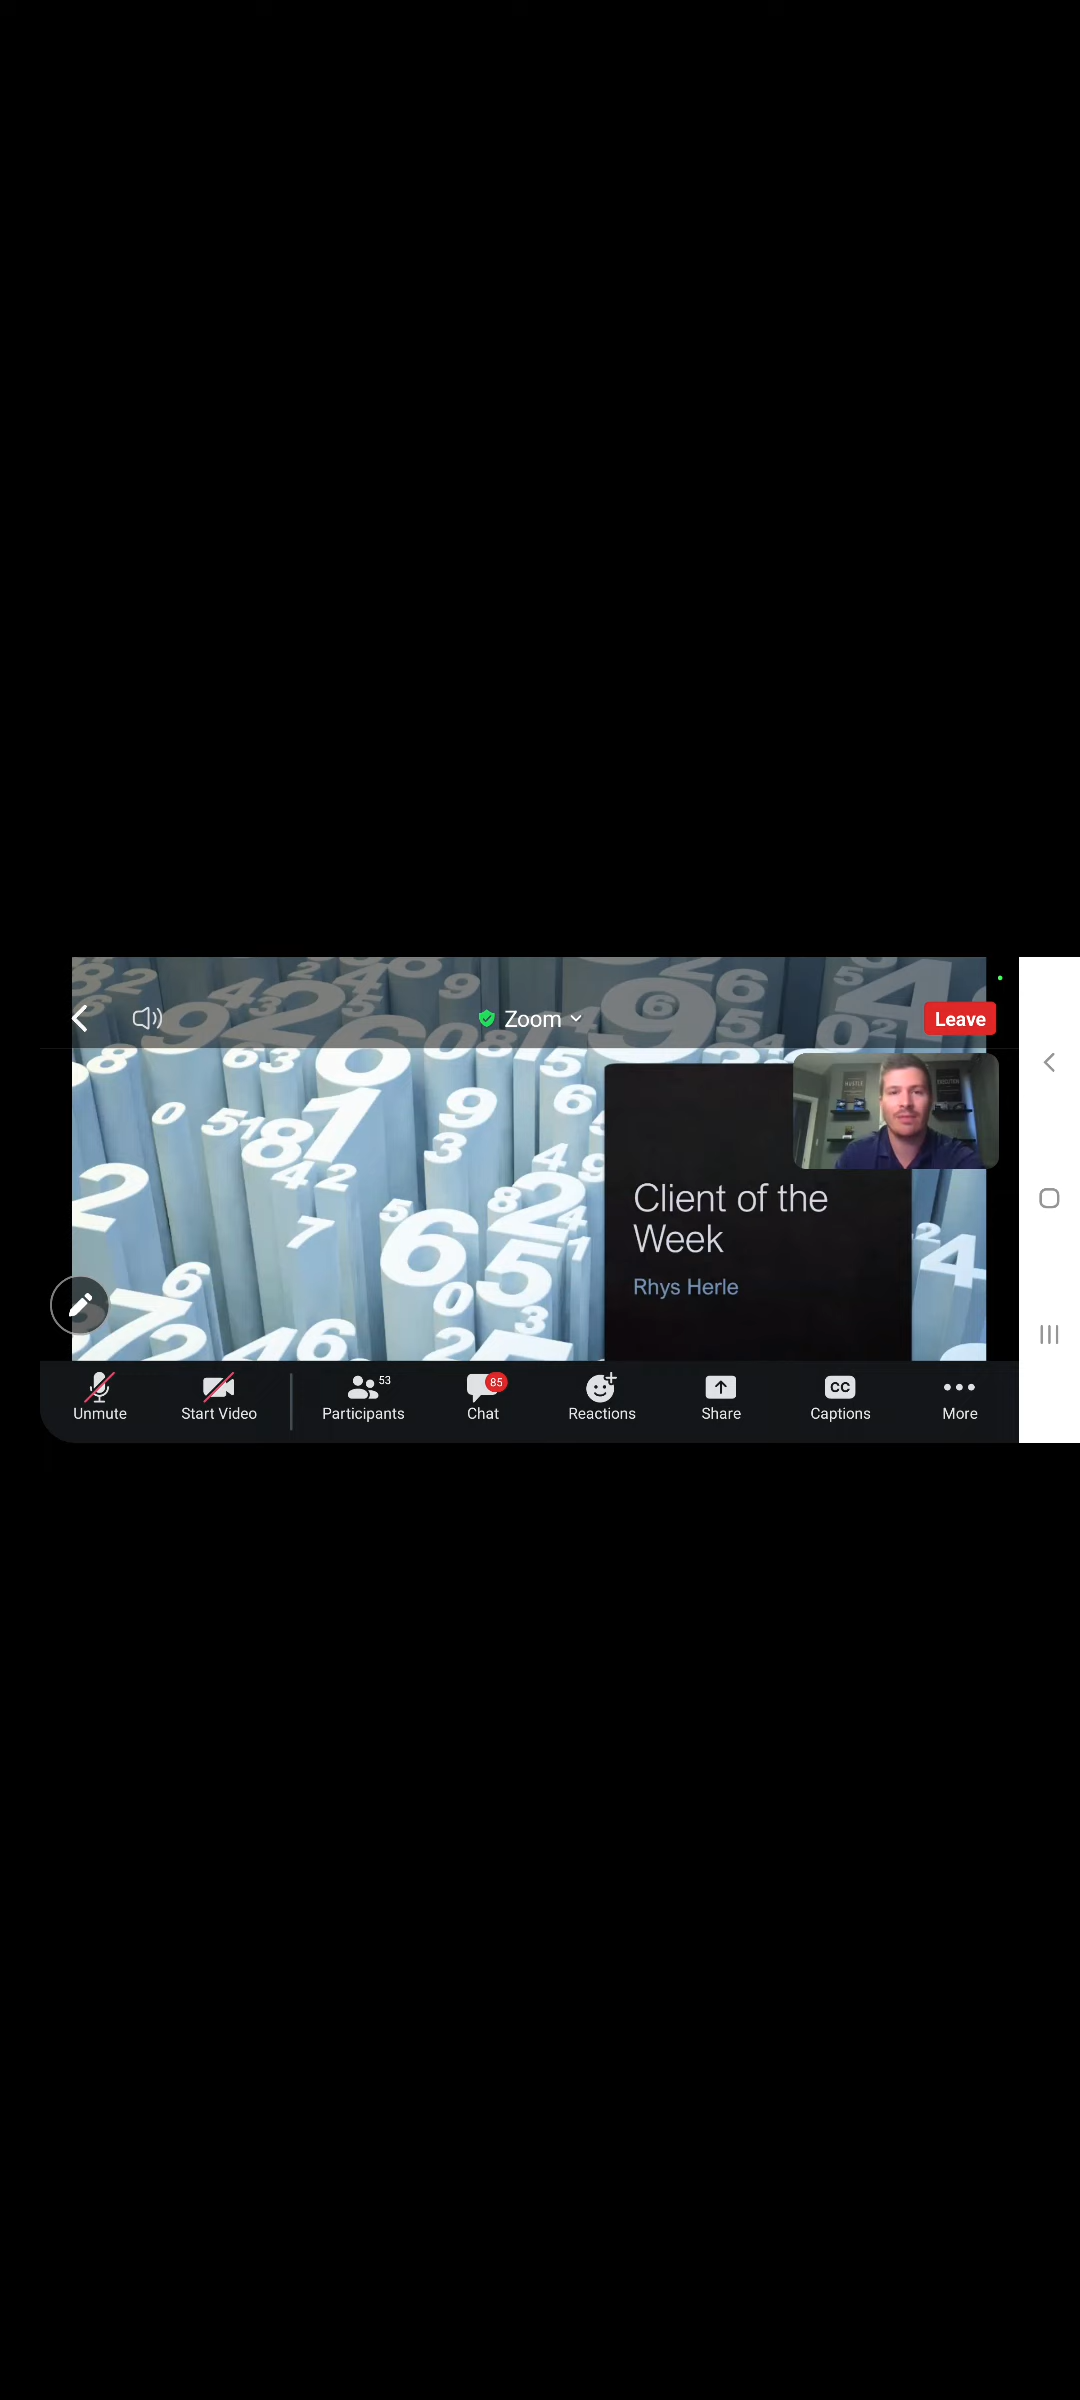 Zoom
Leave
Client of the
Week
Rhys Herle
53
85
CC
Unmute
Start Video
Participants
Chat
Reactions
Share
Captions
More